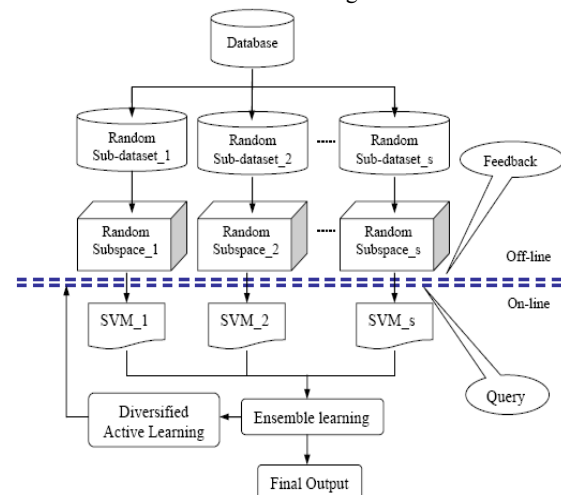 Database
Random
Sub-dataset_1
Random
Sub-dataset_2
Random
Sub-dataset_s
Feedback
Random
Subspace_1
Random
Subspace_2
Random
Subspace_s
Off-line
On-line
SVM_1
SVM_2
SVM_s
Diversified
Active Learning
Ensemble learning
Query
Final Output